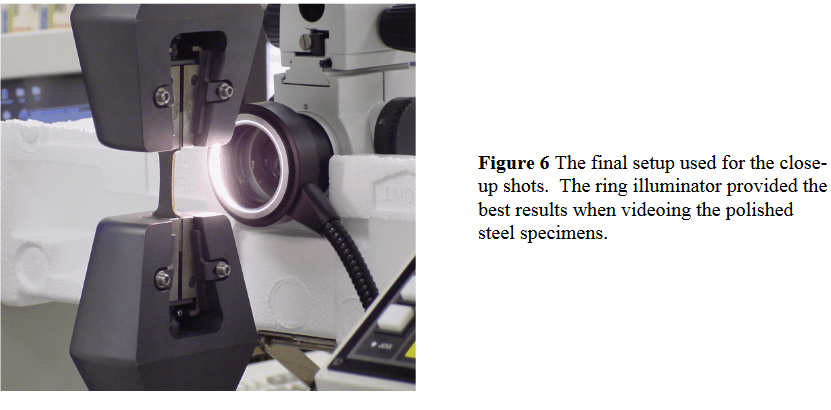 Figure 6 The final setup used for the close-
up shots.  The ring illuminator provided the
best results when videoing the polished
steel specimens.